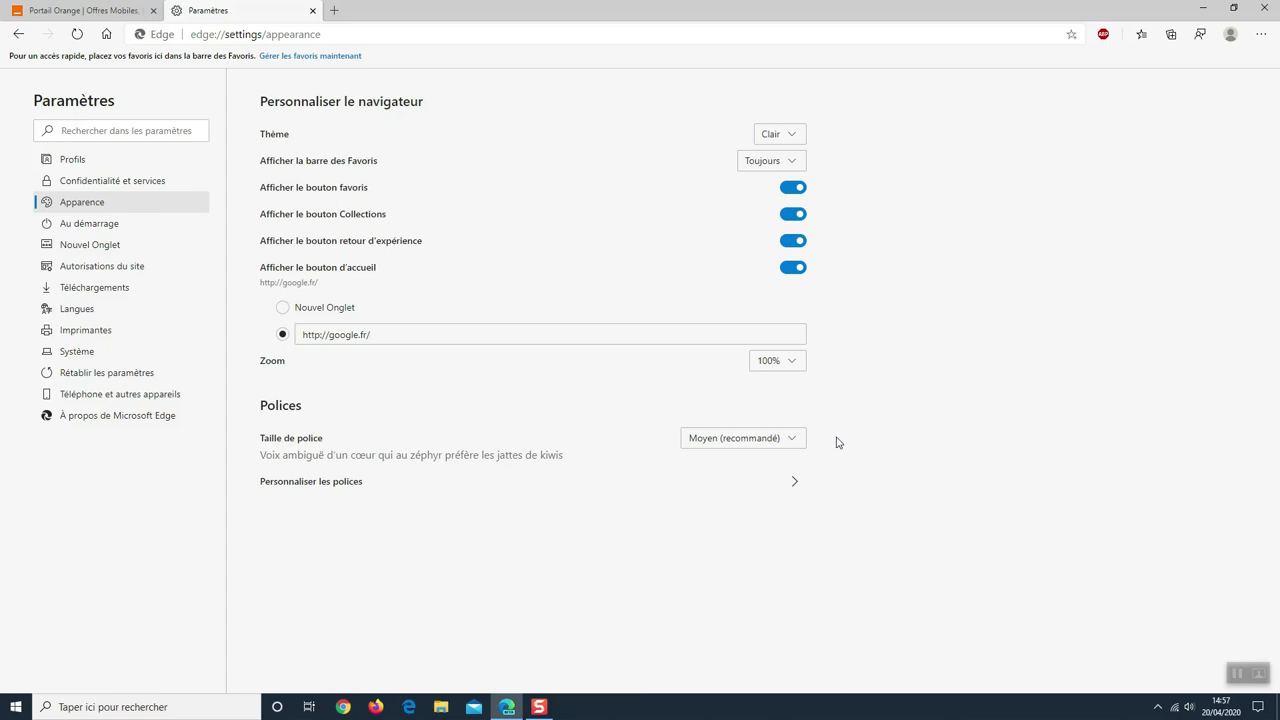 Portail Orange | Offres Mobiles,
Paramètres
Edge
edge://settings/appearance
ABP
Pour un accès rapide, placez vos favoris ici dans la barre des Favoris. Gérer les favoris maintenant
Paramètres
Rechercher dans les paramètres
Profils
Confidentialité et services
Apparence
Au démarrage
Nouvel Onglet
Autorisations du site
Téléchargements
Langues
Imprimantes
Système
Rétablir les paramètres
Téléphone et autres appareils
À propos de Microsoft Edge
Personnaliser le navigateur
Thème
Clair
Afficher la barre des Favoris
Toujours
Afficher le bouton favoris
Afficher le bouton Collections
Afficher le bouton retour d'expérience
Afficher le bouton d'accueil
http://google.fr/
Nouvel Onglet
http://google.fr/
Zoom
100%
Polices
Taille de police
Moyen (recommandé)
Voix ambiguë d'un cœur qui au zéphyr préfère les jattes de kiwis
Personnaliser les polices
Taper ici pour rechercher
14:57
20/04/2020